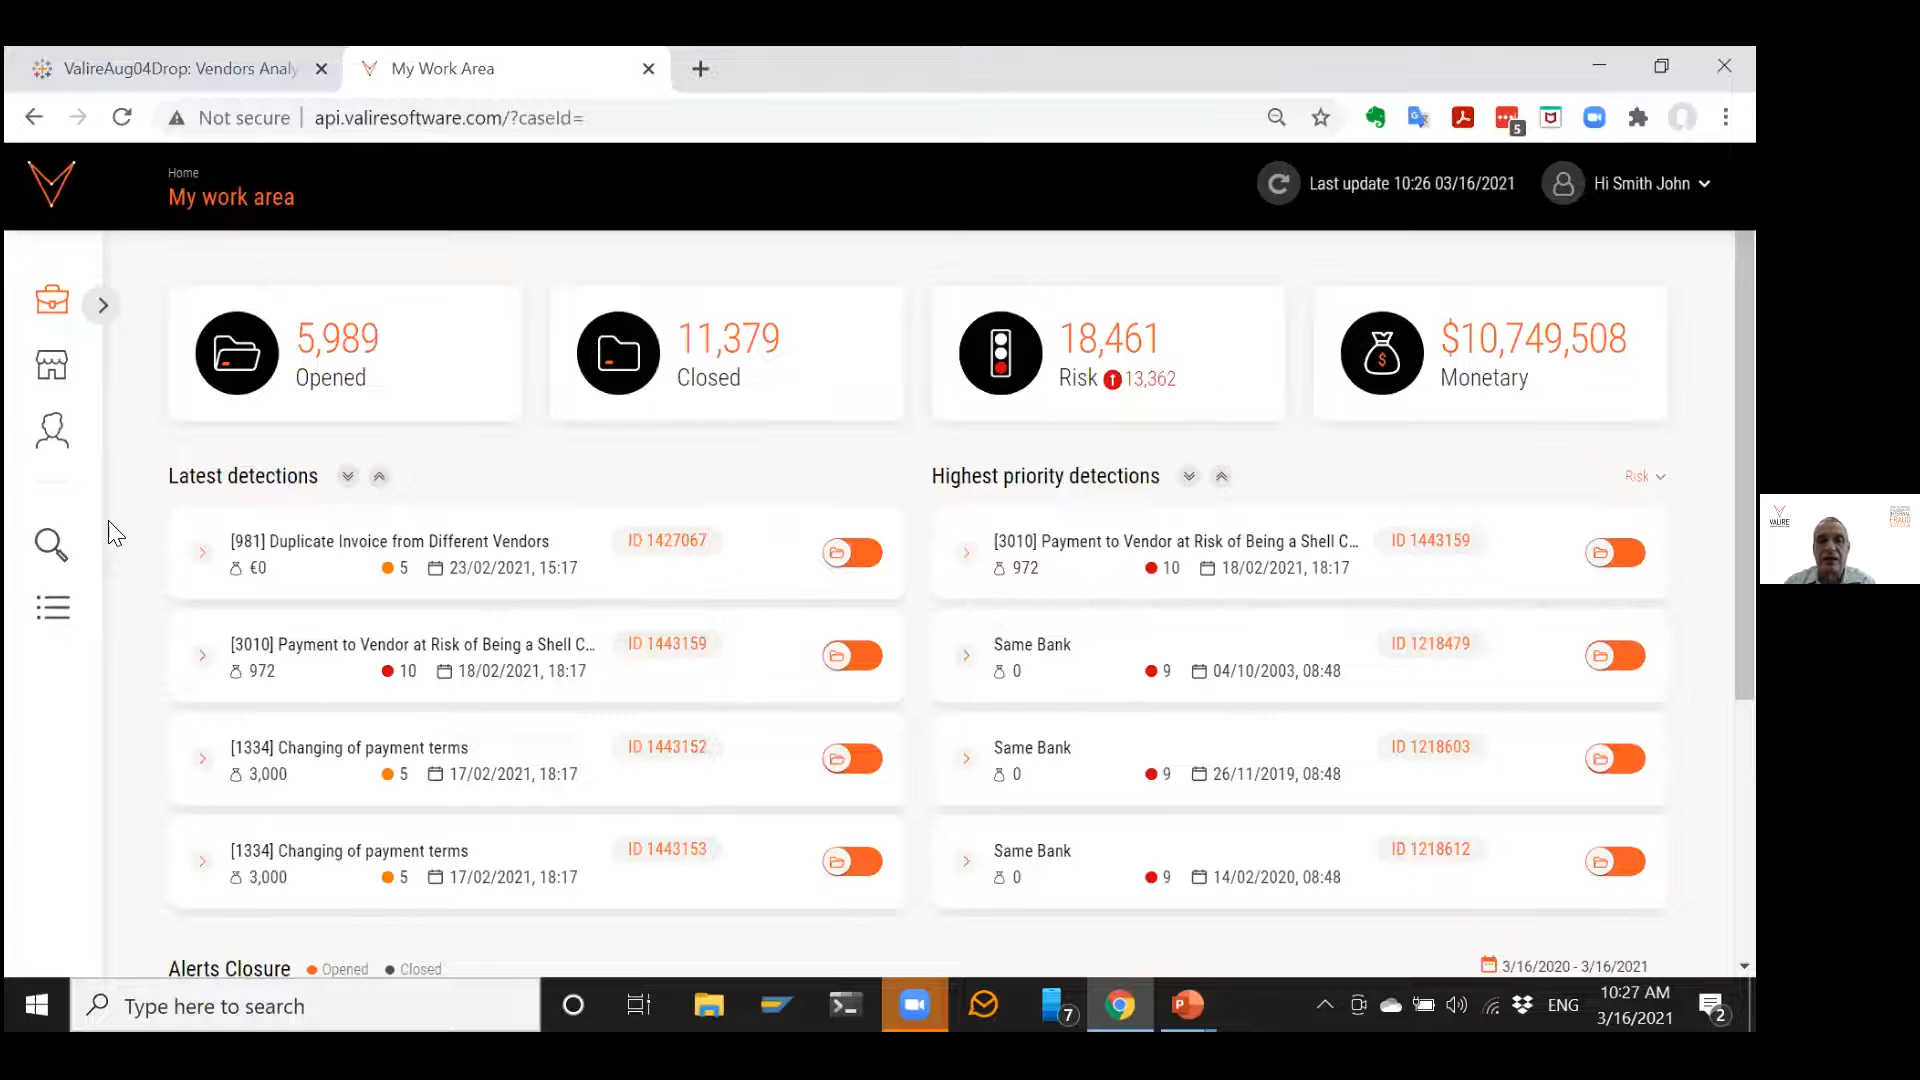 ValireAug04Drop: Vendors Analy
My Work Area
Not secure
api.valiresoftware.com/?caseId=
5
Home
My work area
Last update 10:26 03/16/2021
Hi Smith John
5,989
Opened
11,379
Closed
18,461
Risk 13,362
$10,749,508
Monetary
Latest detections
[981] Duplicate Invoice from Different Vendors
ID 1427067
€0
5
23/02/2021, 15:17
[3010] Payment to Vendor at Risk of Being a Shell C...
ID 1443159
972
10
18/02/2021, 18:17
[1334] Changing of payment terms
ID 1443152
3,000
5
17/02/2021, 18:17
[1334] Changing of payment terms
ID 1443153
3,000
5
17/02/2021, 18:17
Highest priority detections
Risk
[3010] Payment to Vendor at Risk of Being a Shell C...
ID 1443159
972
10
18/02/2021, 18:17
Same Bank
ID 1218479
0
9
04/10/2003, 08:48
Same Bank
ID 1218603
0
9
26/11/2019, 08:48
Same Bank
ID 1218612
0
9
14/02/2020, 08:48
Alerts Closure
Opened
Closed
3/16/2020 - 3/16/2021
VALIRE
FRAUD
Type here to search
7
ENG
10:27 AM
3/16/2021
2